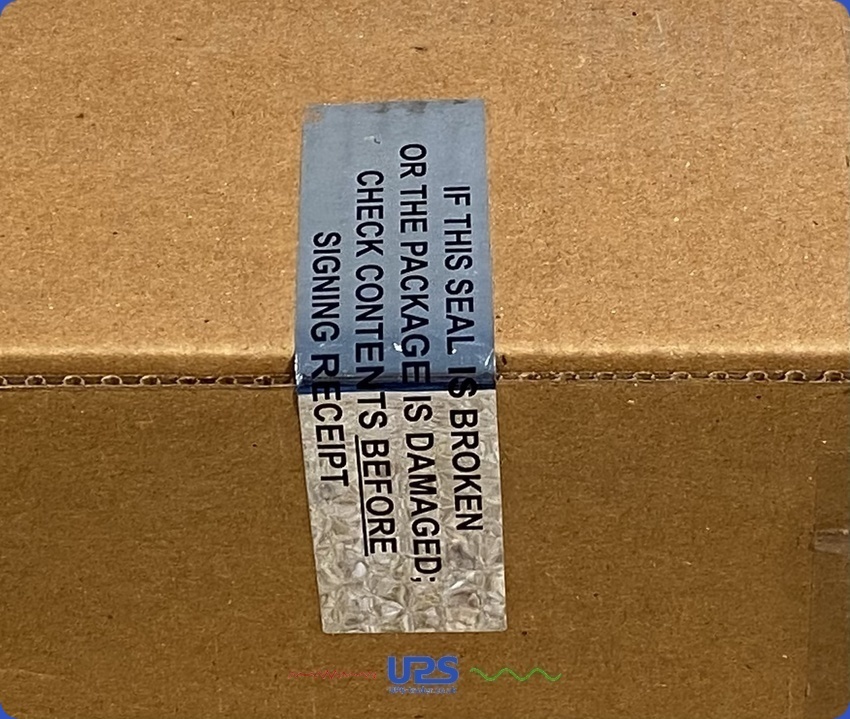 IF THIS SEAL IS BROKEN
OR THE PACKAGE IS DAMAGED;
CHECK CONTENTS BEFORE
SIGNING RECEIPT
UPS